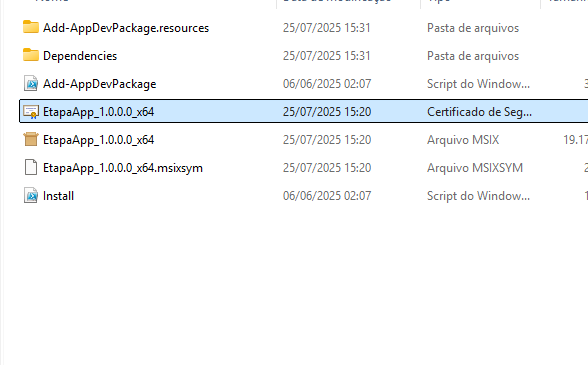 Nome Data de modificação Tipo Tamanho
Add-AppDevPackage.resources 25/07/2025 15:31 Pasta de arquivos
Dependencies 25/07/2025 15:31 Pasta de arquivos
Add-AppDevPackage 06/06/2025 02:07 Script do Window... 3
EtapaApp_1.0.0.0_x64 25/07/2025 15:20 Certificado de Seg...
EtapaApp_1.0.0.0_x64 25/07/2025 15:20 Arquivo MSIX 19.17
EtapaApp_1.0.0.0_x64.msixsym 25/07/2025 15:20 Arquivo MSIXSYM 2
Install 06/06/2025 02:07 Script do Window... 1